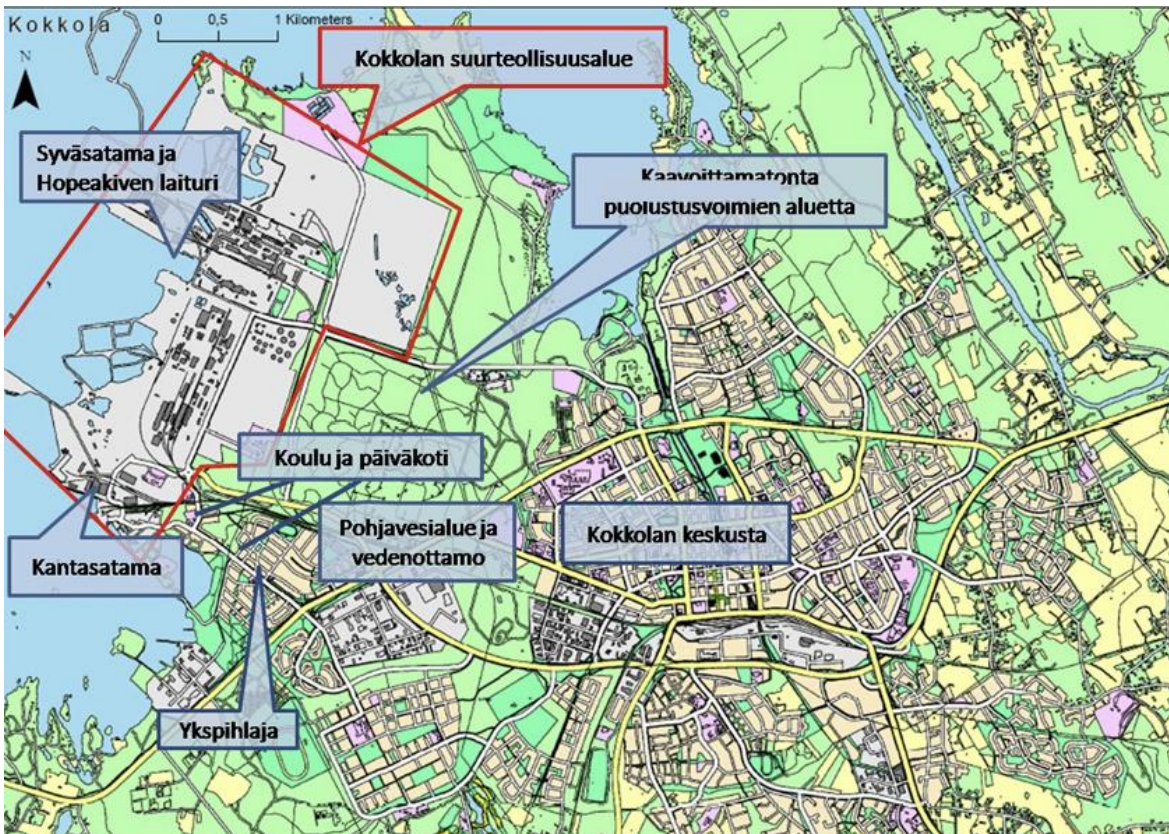 Kokkola
0 0,5 1 Kilometers
N
Kokkolan suurteollisuusalue
Syväsatama ja
Hopeakiven laituri
Kaavoittamatonta
puolustusvoimien aluetta
Koulu ja päiväkoti
Pohjavesialue ja
vedenottamo
Kokkolan keskusta
Kantasatama
Ykspihlaja